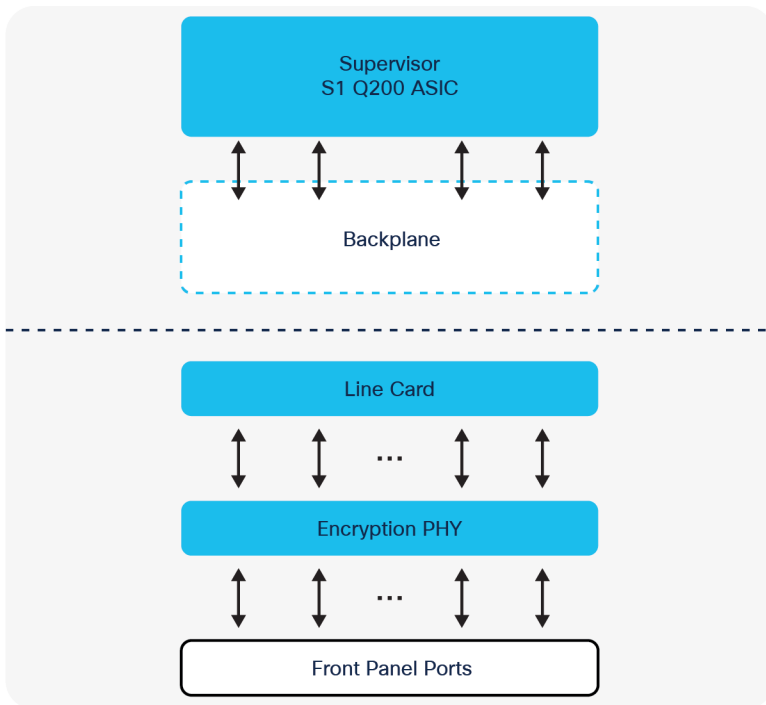 Supervisor
S1 Q200 ASIC
Backplane
Line Card
...
Encryption PHY
...
Front Panel Ports